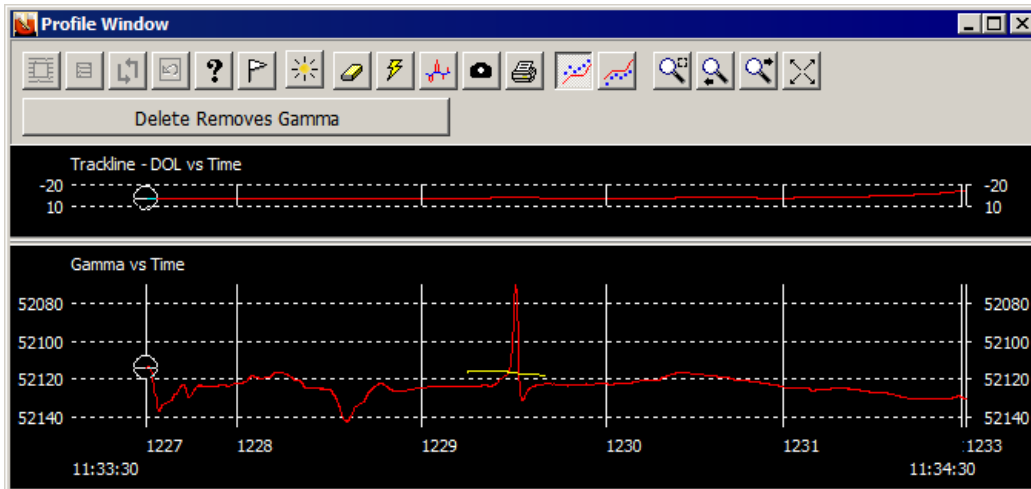 Profile Window
?
Delete Removes Gamma
Trackline - DOL vs Time
-20 -20
10 10
Gamma vs Time
52080 52080
52100 52100
52120 52120
52140 52140
1227 1228 1229 1230 1231 1233
11:33:30 11:34:30